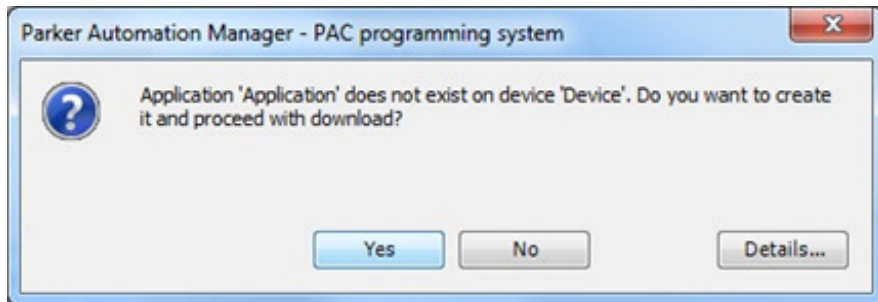 Parker Automation Manager - PAC programming system
Application 'Application' does not exist on device 'Device'. Do you want to create
it and proceed with download?
Yes No Details...